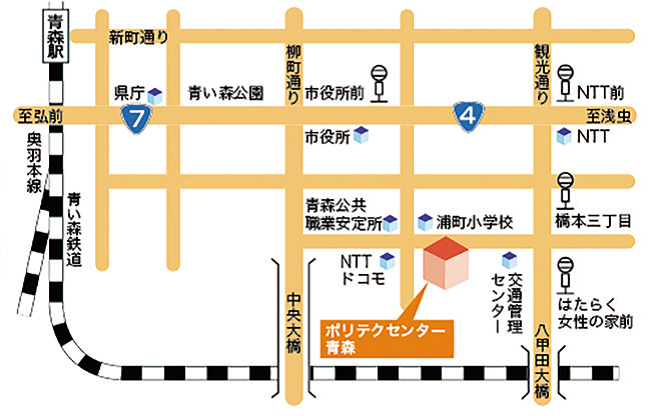 青森駅
新町通り
柳町通り
観光通り
県庁
青い森公園
市役所前
NTT前
至弘前
7
4
至浅虫
市役所
NTT
奥羽本線
青い森鉄道
青森公共
職業安定所
浦町小学校
橋本三丁目
NTT
ドコモ
交通管理
センター
はたらく
女性の家前
中央大橋
ポリテクセンター
青森
八甲田大橋